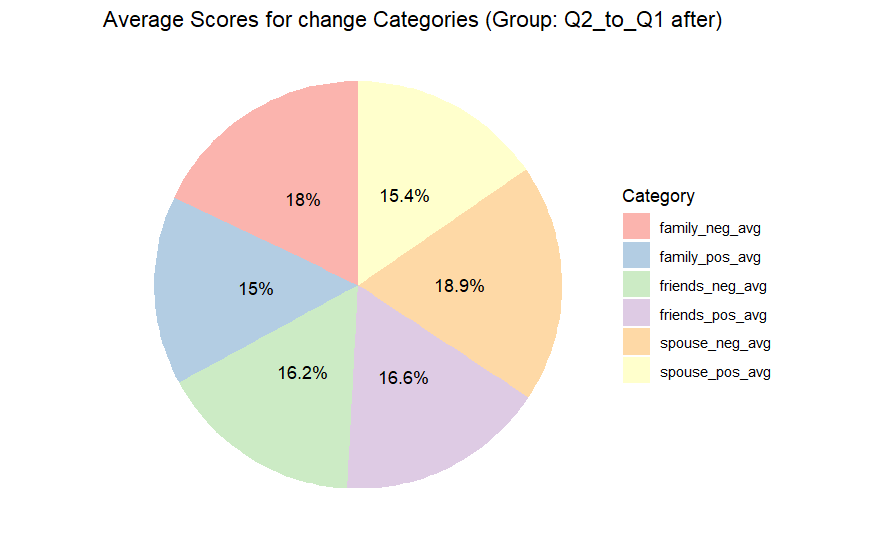 Average Scores for change Categories (Group: Q2_to_Q1 after)
18%
15.4%
15%
18.9%
16.2%
16.6%
Category
family_neg_avg
family_pos_avg
friends_neg_avg
friends_pos_avg
spouse_neg_avg
spouse_pos_avg